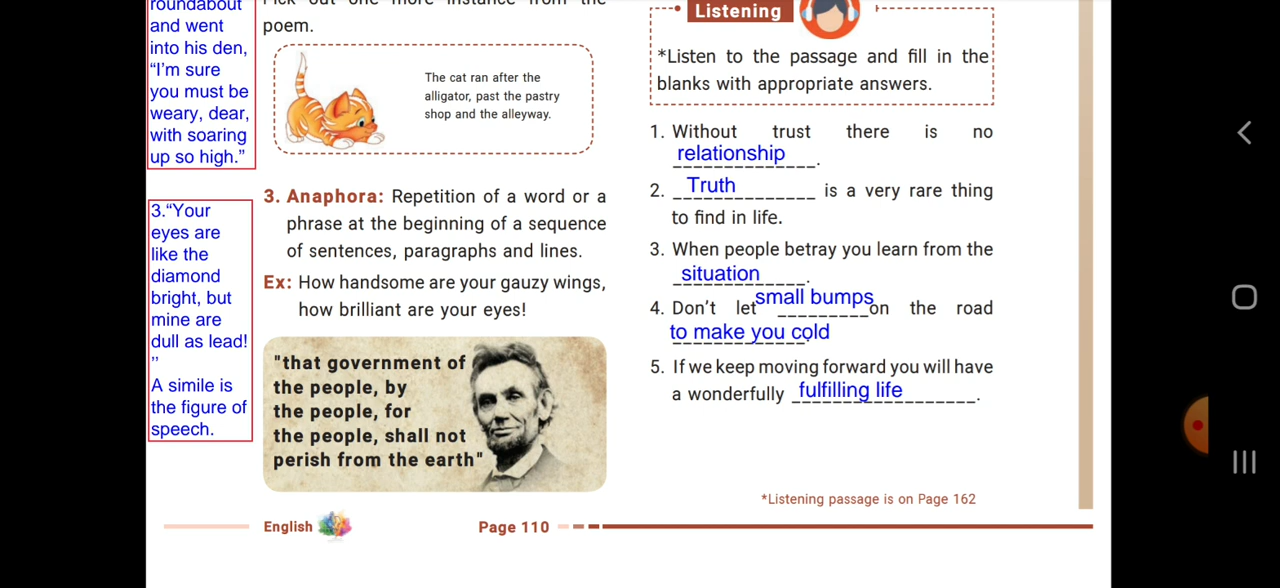 roundabout
and went
into his den,
“I’m sure
you must be
weary, dear,
with soaring
up so high.”
3.“Your
eyes are
like the
diamond
bright, but
mine are
dull as lead!
’’
A simile is
the figure of
speech.
Pick out one more instance from the
poem.
The cat ran after the
alligator, past the pastry
shop and the alleyway.
3. Anaphora: Repetition of a word or a
phrase at the beginning of a sequence
of sentences, paragraphs and lines.
Ex: How handsome are your gauzy wings,
how brilliant are your eyes!
"that government of
the people, by
the people, for
the people, shall not
perish from the earth"
Listening
*Listen to the passage and fill in the
blanks with appropriate answers.
1. Without trust there is no
relationship.
2. Truth is a very rare thing
to find in life.
3. When people betray you learn from the
situation.
4. Don’t let small bumps on the road
to make you cold.
5. If we keep moving forward you will have
a wonderfully fulfilling life.
*Listening passage is on Page 162
English Page 110